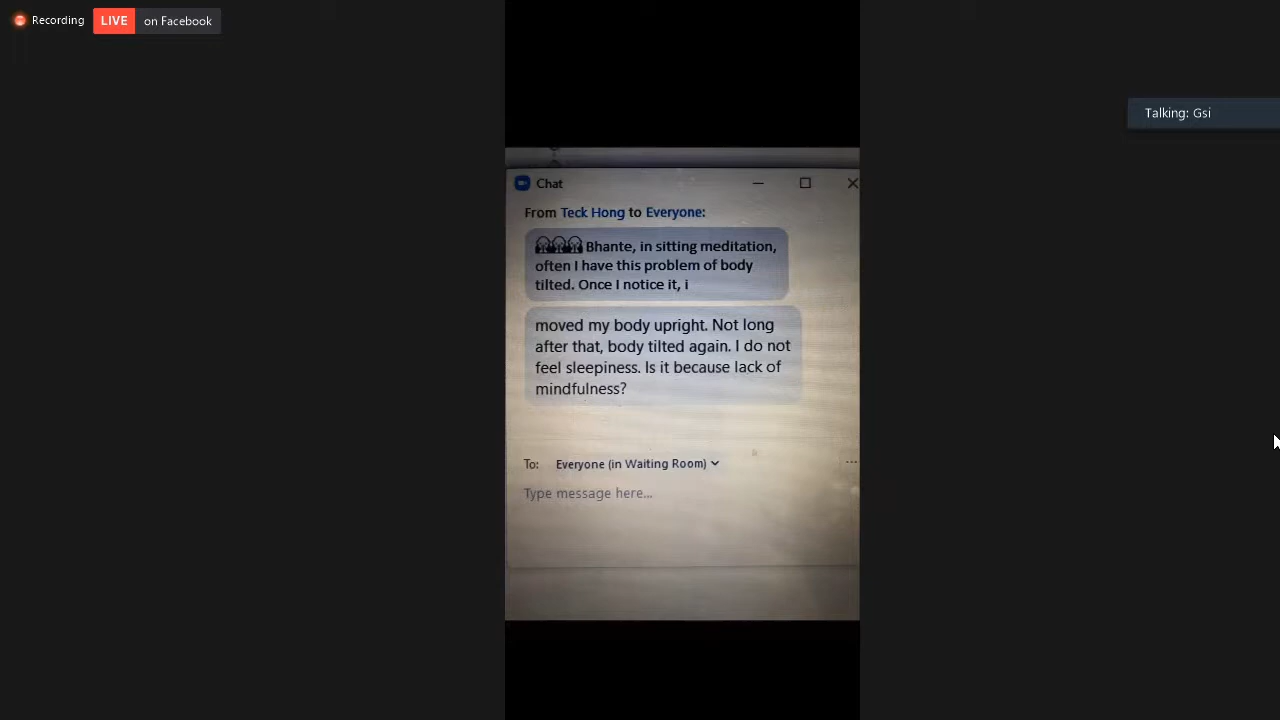 Recording LIVE on Facebook
Talking: Gsi
Chat
From Teck Hong to Everyone:
🙏🙏🙏 Bhante, in sitting meditation,
often I have this problem of body
tilted. Once I notice it, i
moved my body upright. Not long
after that, body tilted again. I do not
feel sleepiness. Is it because lack of
mindfulness?
To: Everyone (in Waiting Room)
Type message here...